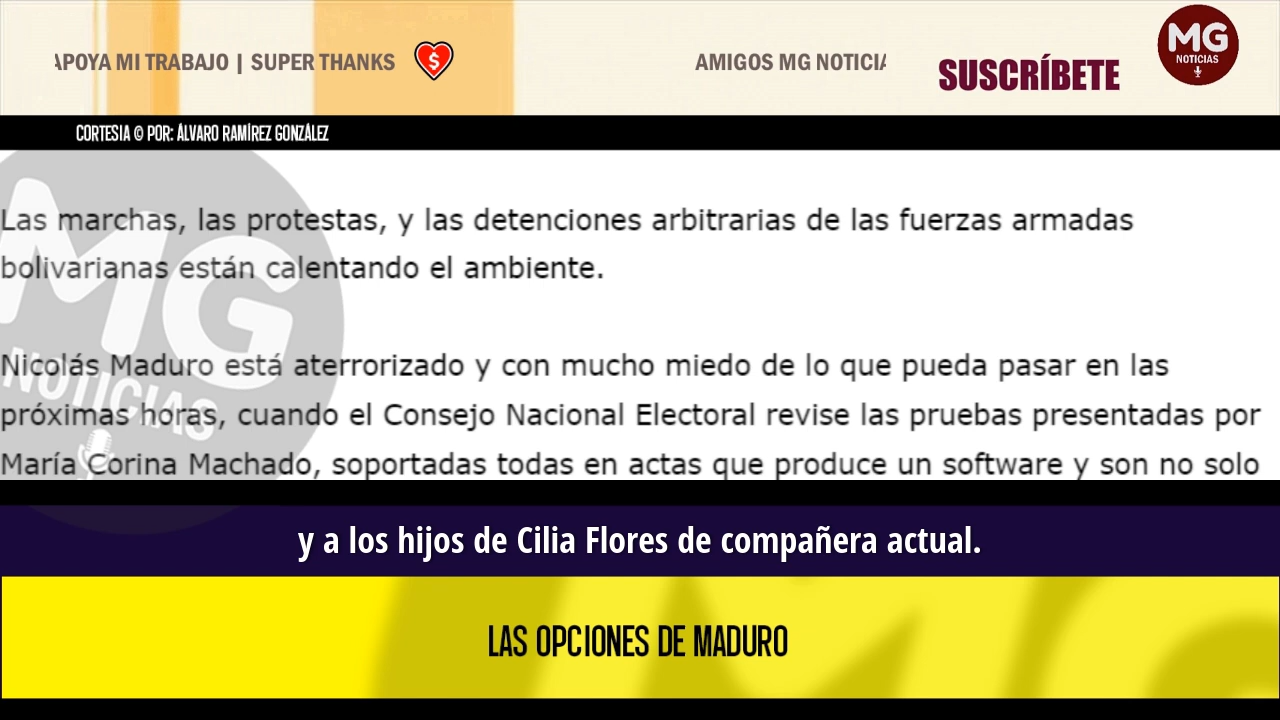 APOYA MI TRABAJO | SUPER THANKS
AMIGOS MG NOTICIA
SUSCRÍBETE
MG
NOTICIAS
CORTESIA © POR: ÁLVARO RAMÍREZ GONZÁLEZ
Las marchas, las protestas, y las detenciones arbitrarias de las fuerzas armadas
bolivarianas están calentando el ambiente.
Nicolás Maduro está aterrorizado y con mucho miedo de lo que pueda pasar en las
próximas horas, cuando el Consejo Nacional Electoral revise las pruebas presentadas por
María Corina Machado, soportadas todas en actas que produce un software y son no solo
MG
NOTICIAS
y a los hijos de Cilia Flores de compañera actual.
LAS OPCIONES DE MADURO